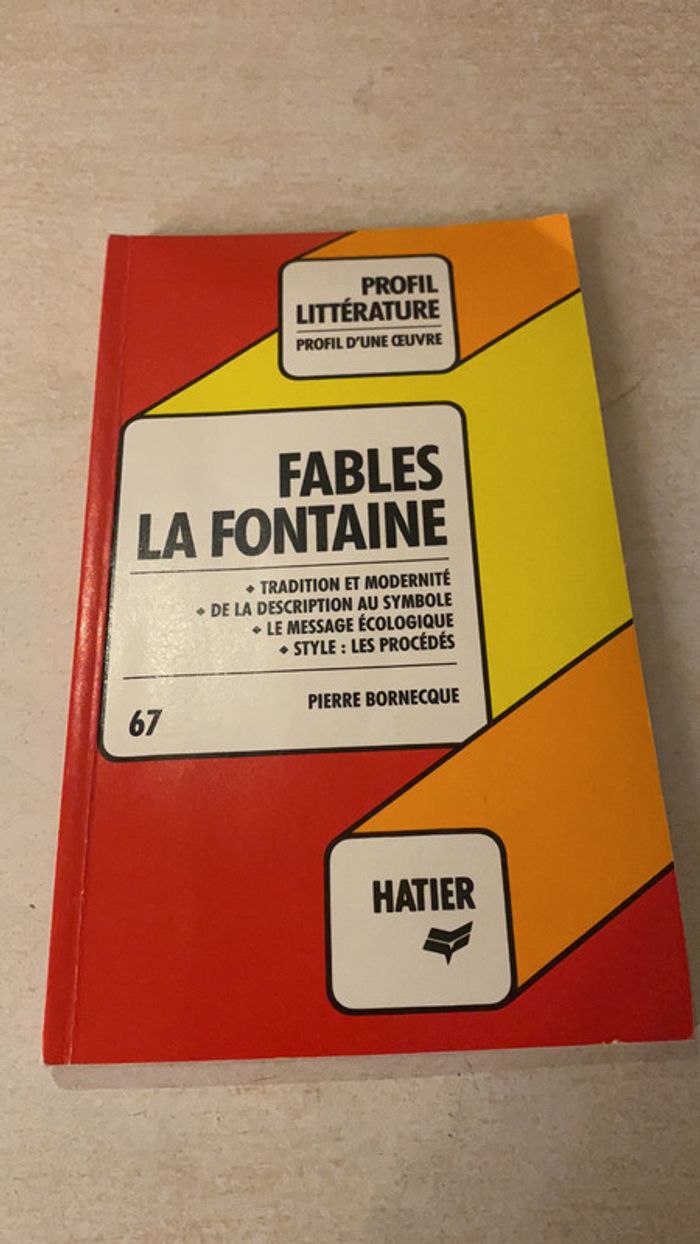 PROFIL
LITTÉRATURE
PROFIL D'UNE ŒUVRE
FABLES
LA FONTAINE
◆ TRADITION ET MODERNITÉ
◆ DE LA DESCRIPTION AU SYMBOLE
◆ LE MESSAGE ÉCOLOGIQUE
◆ STYLE : LES PROCÉDÉS
PIERRE BORNECQUE
67
HATIER